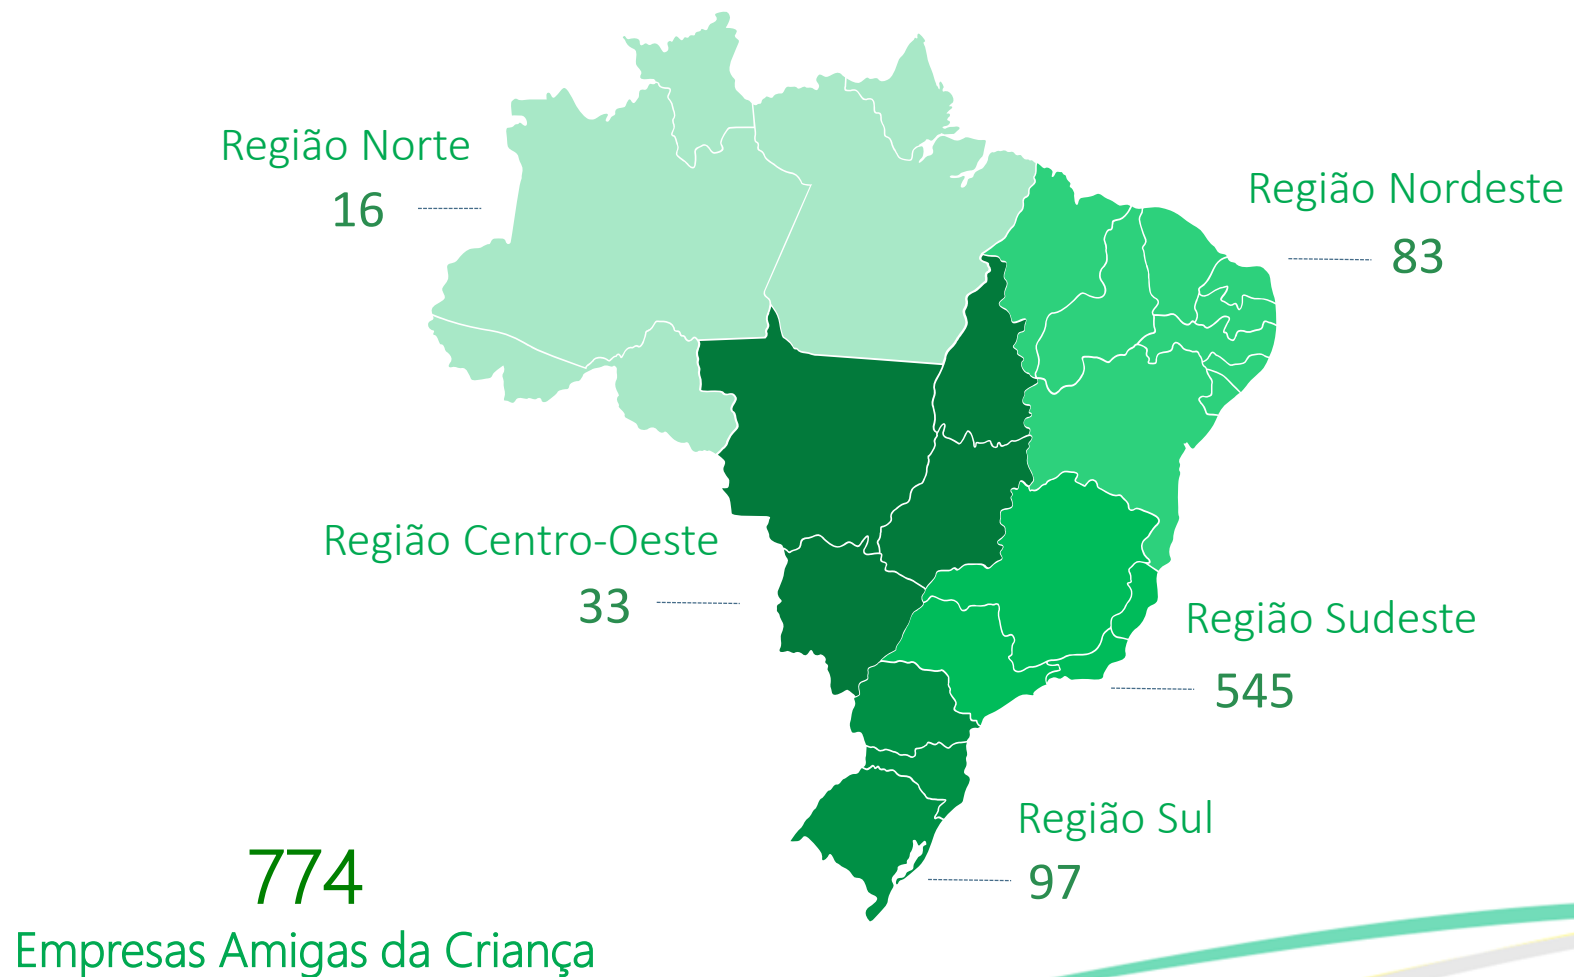 Região Norte
16
Região Nordeste
83
Região Centro-Oeste
33
Região Sudeste
545
Região Sul
97
774
Empresas Amigas da Criança